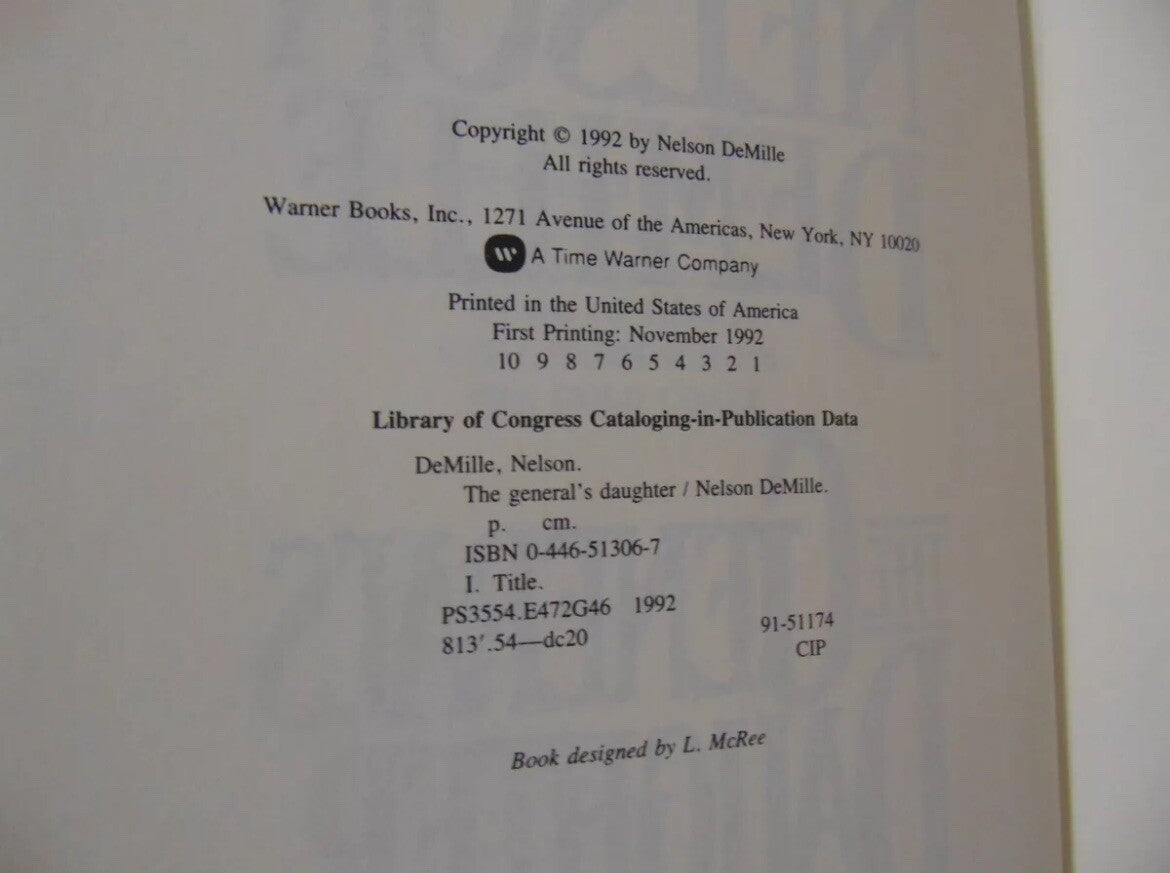 Copyright © 1992 by Nelson DeMille
All rights reserved.
Warner Books, Inc., 1271 Avenue of the Americas, New York, NY 10020
W A Time Warner Company
Printed in the United States of America
First Printing: November 1992
10 9 8 7 6 5 4 3 2 1
Library of Congress Cataloging-in-Publication Data
DeMille, Nelson.
The general's daughter / Nelson DeMille.
p. cm.
ISBN 0-446-51306-7
I. Title.
PS3554.E472G46 1992
813′.54—dc20
91-51174
CIP
Book designed by L. McRee